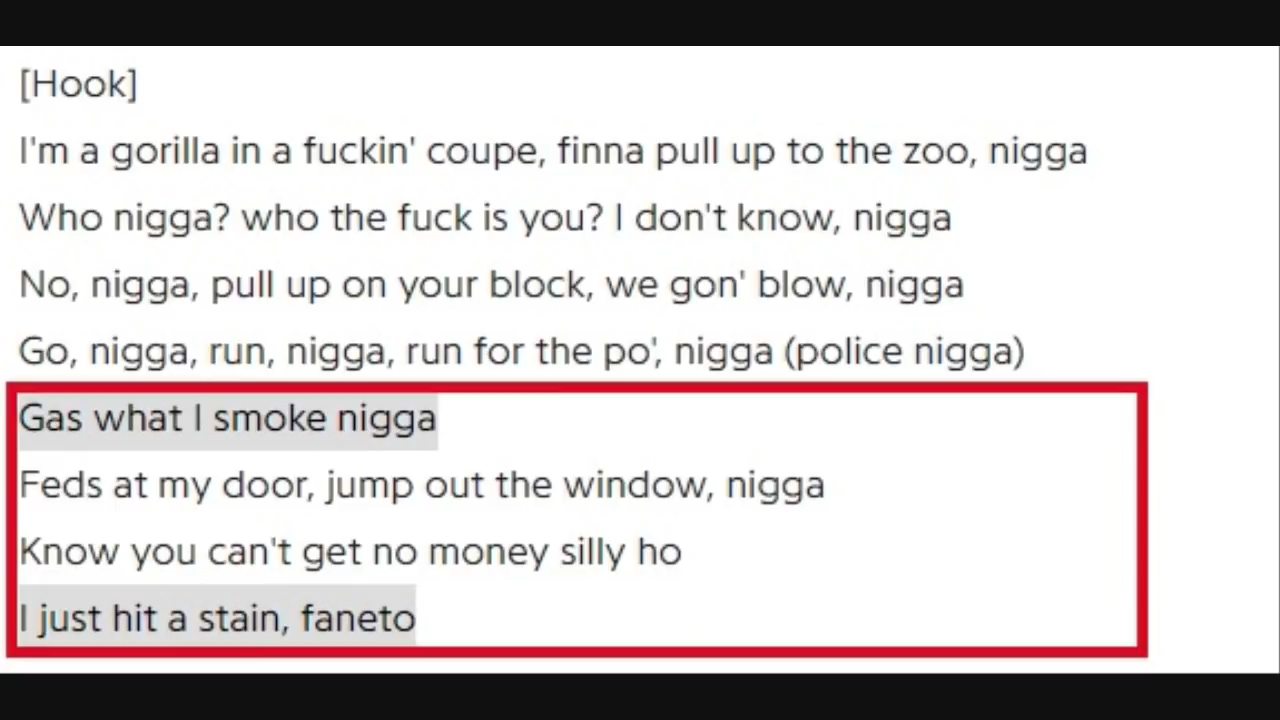 [Hook]
I'm a gorilla in a fuckin' coupe, finna pull up to the zoo, nigga
Who nigga? who the fuck is you? I don't know, nigga
No, nigga, pull up on your block, we gon' blow, nigga
Go, nigga, run, nigga, run for the po', nigga (police nigga)
Gas what I smoke nigga
Feds at my door, jump out the window, nigga
Know you can't get no money silly ho
I just hit a stain, faneto